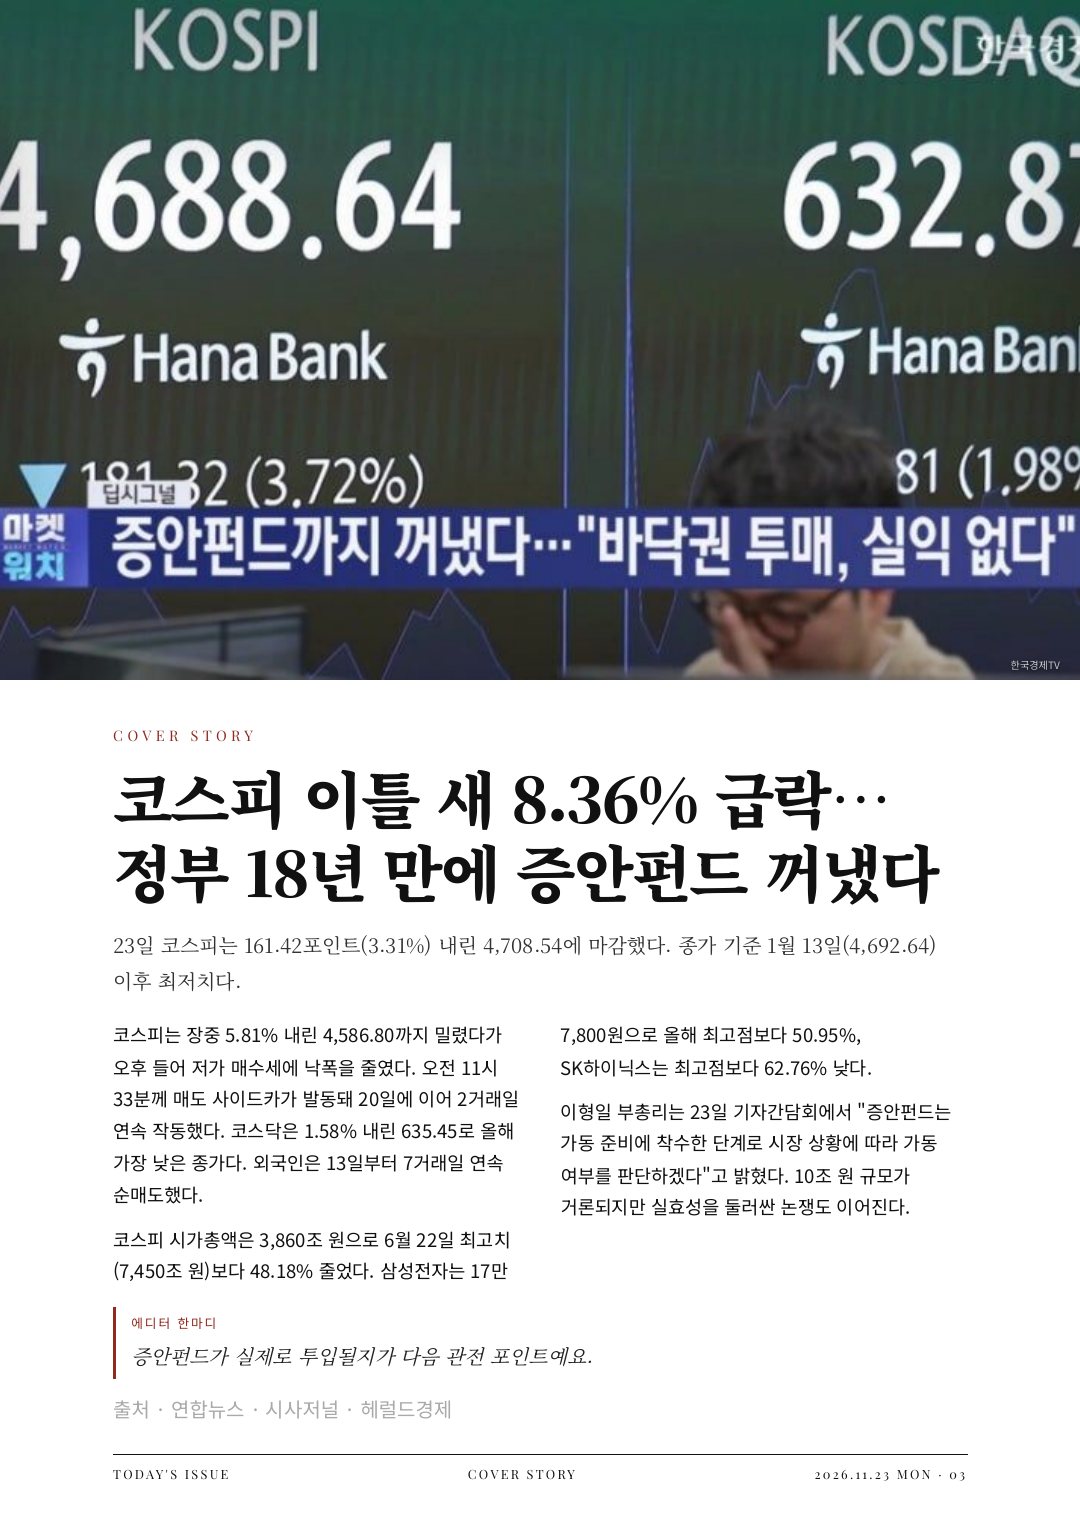 KOSPI
KOSDAQ
한국경제
4,688.64
632.87
Hana Bank
Hana Bank
181.32 (3.72%)
81 (1.98%
딥시그널
마켓
워치
증안펀드까지 꺼냈다…"바닥권 투매, 실익 없다"
한국경제TV
COVER STORY
코스피 이틀 새 8.36% 급락…
정부 18년 만에 증안펀드 꺼냈다
23일 코스피는 161.42포인트(3.31%) 내린 4,708.54에 마감했다. 종가 기준 1월 13일(4,692.64)
이후 최저치다.
코스피는 장중 5.81% 내린 4,586.80까지 밀렸다가
오후 들어 저가 매수세에 낙폭을 줄였다. 오전 11시
33분께 매도 사이드카가 발동돼 20일에 이어 2거래일
연속 작동했다. 코스닥은 1.58% 내린 635.45로 올해
가장 낮은 종가다. 외국인은 13일부터 7거래일 연속
순매도했다.
코스피 시가총액은 3,860조 원으로 6월 22일 최고치
(7,450조 원)보다 48.18% 줄었다. 삼성전자는 17만
7,800원으로 올해 최고점보다 50.95%,
SK하이닉스는 최고점보다 62.76% 낮다.
이형일 부총리는 23일 기자간담회에서 "증안펀드는
가동 준비에 착수한 단계로 시장 상황에 따라 가동
여부를 판단하겠다"고 밝혔다. 10조 원 규모가
거론되지만 실효성을 둘러싼 논쟁도 이어진다.
에디터 한마디
증안펀드가 실제로 투입될지가 다음 관전 포인트예요.
출처 · 연합뉴스 · 시사저널 · 헤럴드경제
TODAY'S ISSUE
COVER STORY
2026.11.23 MON · 03